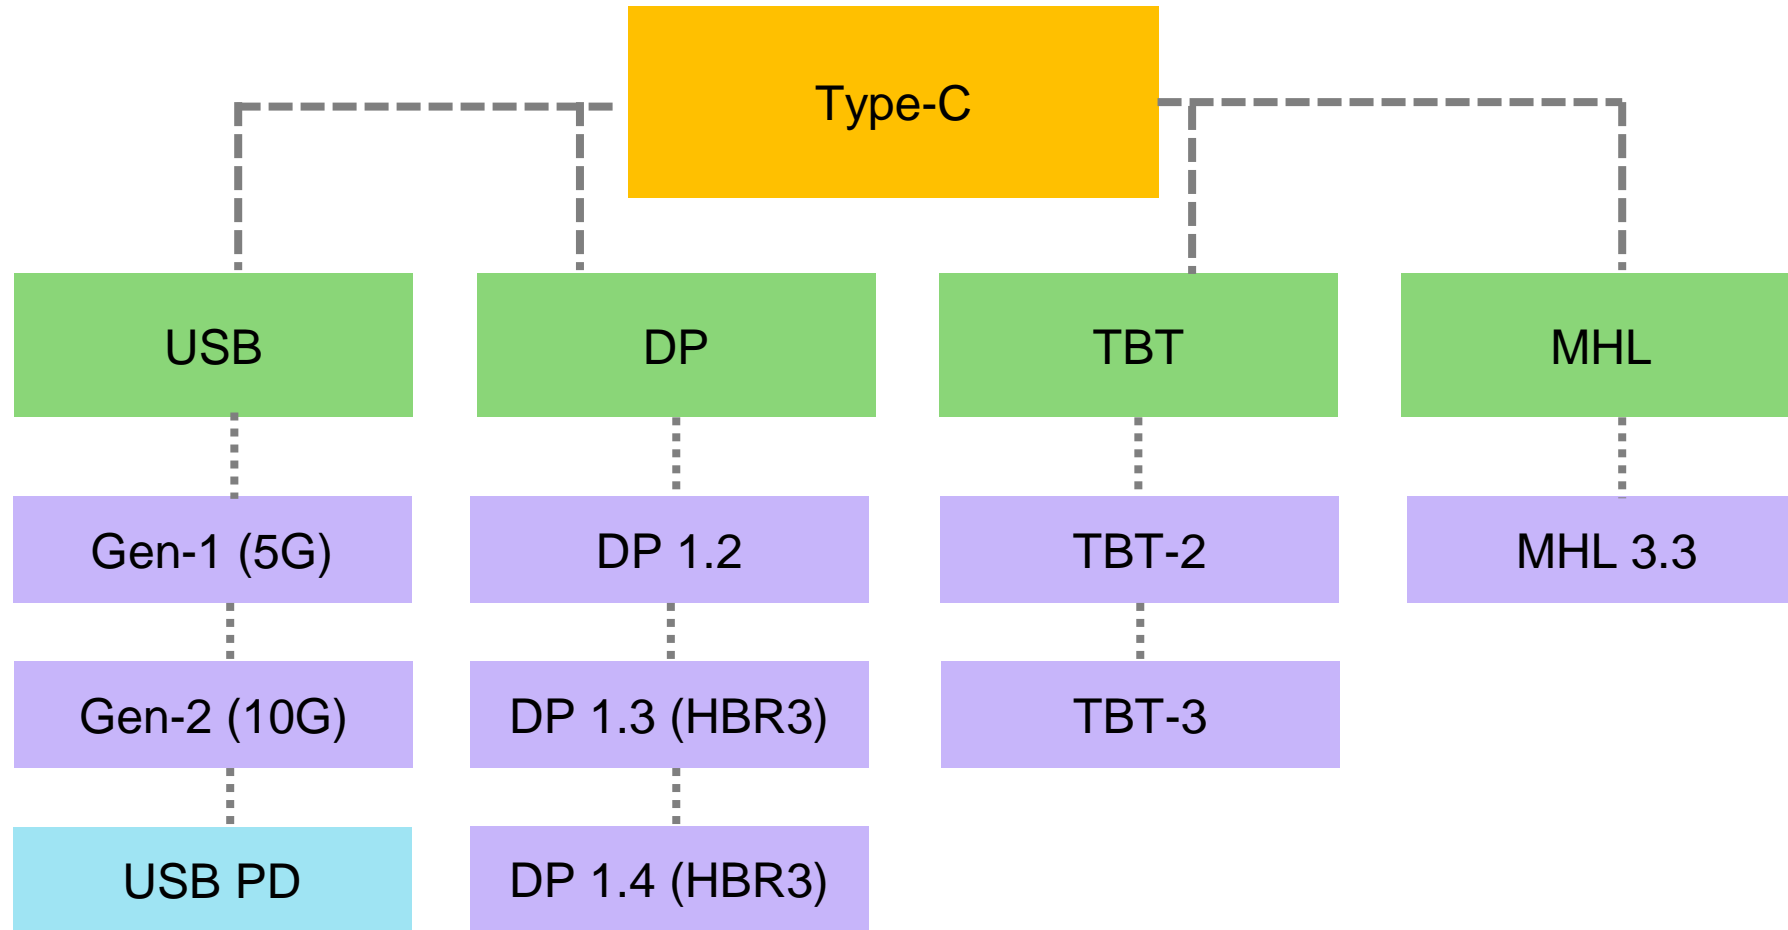 Type-C
USB
DP
TBT
MHL
Gen-1 (5G)
DP 1.2
TBT-2
MHL 3.3
Gen-2 (10G)
DP 1.3 (HBR3)
TBT-3
USB PD
DP 1.4 (HBR3)